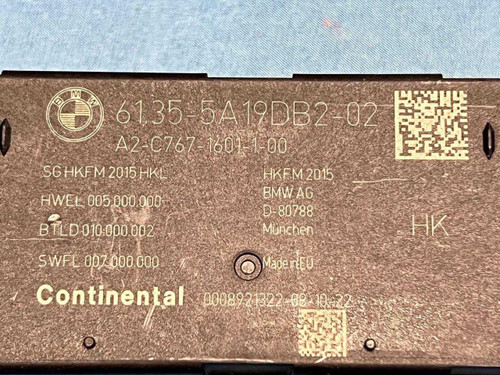 BMW
61.35-5A19DB2-02
A2-C767-1601-1-00
SG HKFM 2015 HKL
HWEL 005.000.000
BTLD 010.000.002
SWFL 007.000.000
HKFM 2015
BMW AG
D-80788
München
Made in EU
HK
Continental
0008921322-08-10-22